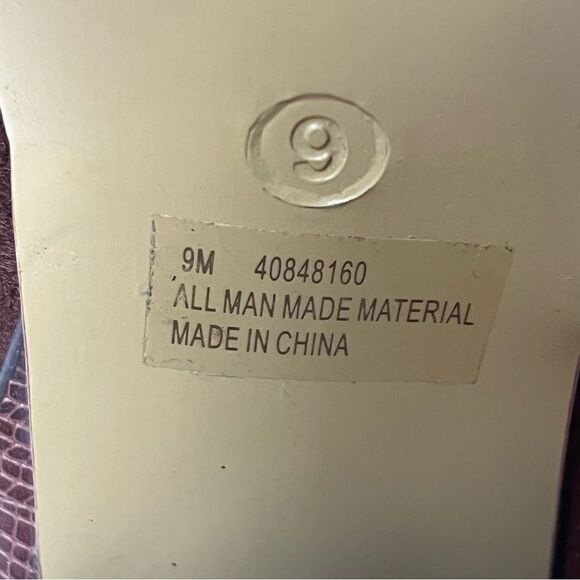 9
9M 40848160
ALL MAN MADE MATERIAL
MADE IN CHINA